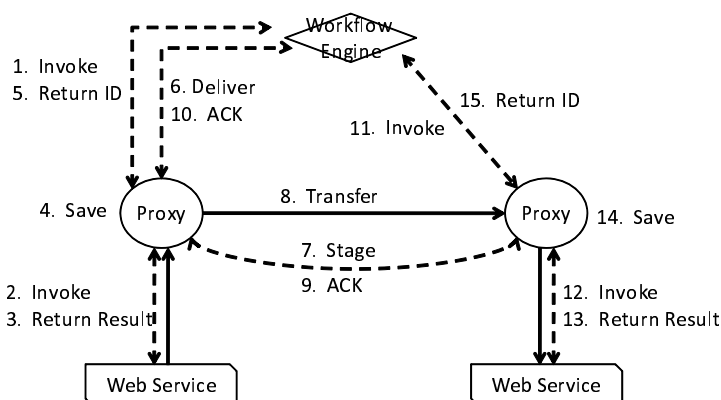 Workflow
Engine
1. Invoke
5. Return ID
6. Deliver
10. ACK
15. Return ID
11. Invoke
4. Save
Proxy
8. Transfer
Proxy
14. Save
7. Stage
9. ACK
2. Invoke
3. Return Result
12. Invoke
13. Return Result
Web Service
Web Service